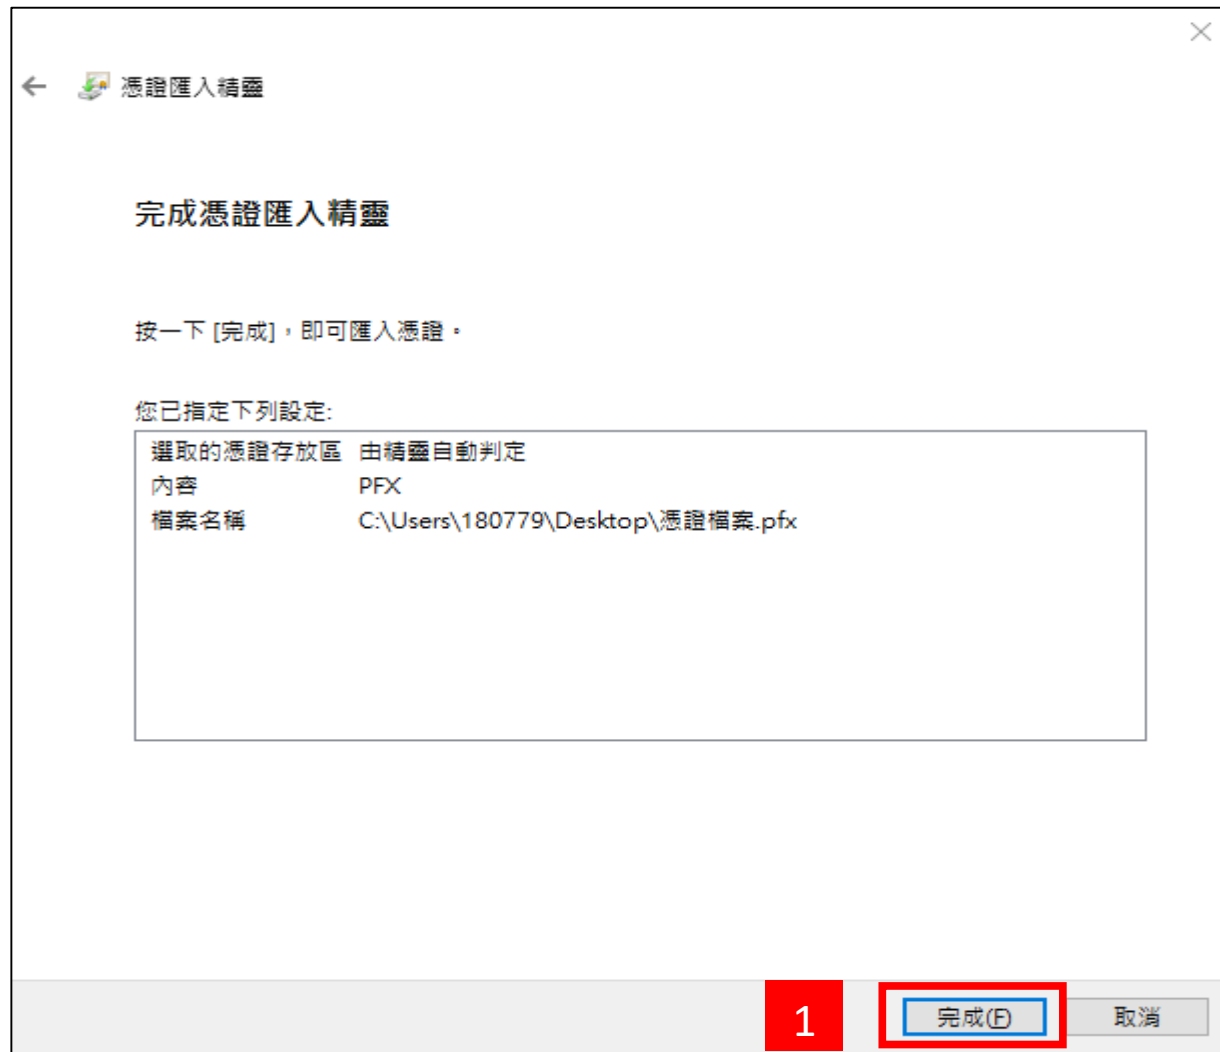 憑證匯入精靈
完成憑證匯入精靈
按一下 [完成]，即可匯入憑證。
您已指定下列設定:
選取的憑證存放區 由精靈自動判定
內容 PFX
檔案名稱 C:\Users\180779\Desktop\憑證檔案.pfx
1 完成(F) 取消